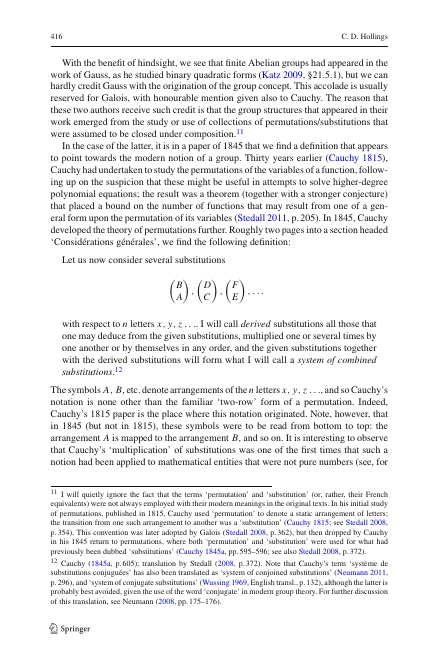 416 C. D. Hollings
With the benefit of hindsight, we see that finite Abelian groups had appeared in the
work of Gauss, as he studied binary quadratic forms (Katz 2009, §21.5.1), but we can
hardly credit Gauss with the origination of the group concept. This accolade is usually
reserved for Galois, with honourable mention given also to Cauchy. The reason that
these two authors receive such credit is that the group structures that appeared in their
work emerged from the study or use of collections of permutations/substitutions that
were assumed to be closed under composition.11
In the case of the latter, it is in a paper of 1845 that we find a definition that appears
to point towards the modern notion of a group. Thirty years earlier (Cauchy 1815),
Cauchy had undertaken to study the permutations of the variables of a function, follow-
ing up on the suspicion that these might be useful in attempts to solve higher-degree
polynomial equations; the result was a theorem (together with a stronger conjecture)
that placed a bound on the number of functions that may result from one of a gen-
eral form upon the permutation of its variables (Stedall 2011, p. 205). In 1845, Cauchy
developed the theory of permutations further. Roughly two pages into a section headed
‘Considérations générales’, we find the following definition:
Let us now consider several substitutions
(B A), (D C), (F E), ....
with respect to n letters x, y, z .... I will call derived substitutions all those that
one may deduce from the given substitutions, multiplied one or several times by
one another or by themselves in any order, and the given substitutions together
with the derived substitutions will form what I will call a system of combined
substitutions.12
The symbols A, B, etc. denote arrangements of the n letters x, y, z ..., and so Cauchy’s
notation is none other than the familiar ‘two-row’ form of a permutation. Indeed,
Cauchy’s 1815 paper is the place where this notation originated. Note, however, that
in 1845 (but not in 1815), these symbols were to be read from bottom to top: the
arrangement A is mapped to the arrangement B, and so on. It is interesting to observe
that Cauchy’s ‘multiplication’ of substitutions was one of the first times that such a
notion had been applied to mathematical entities that were not pure numbers (see, for
11 I will quietly ignore the fact that the terms ‘permutation’ and ‘substitution’ (or, rather, their French
equivalents) were not always employed with their modern meanings in the original texts. In his initial study
of permutations, published in 1815, Cauchy used ‘permutation’ to denote a static arrangement of letters;
the transition from one such arrangement to another was a ‘substitution’ (Cauchy 1815; see Stedall 2008,
p. 354). This convention was later adopted by Galois (Stedall 2008, p. 362), but then dropped by Cauchy
in his 1845 return to permutations, where both ‘permutation’ and ‘substitution’ were used for what had
previously been dubbed ‘substitutions’ (Cauchy 1845a, pp. 595–596; see also Stedall 2008, p. 372).
12 Cauchy (1845a, p. 605); translation by Stedall (2008, p. 372). Note that Cauchy’s term ‘système de
substitutions conjuguées’ has also been translated as ‘system of conjoined substitutions’ (Neumann 2011,
p. 296), and ‘system of conjugate substitutions’ (Wussing 1969, English transl., p. 132), although the latter is
probably best avoided, given the use of the word ‘conjugate’ in modern group theory. For further discussion
of this translation, see Neumann (2008, pp. 175–176).
Springer